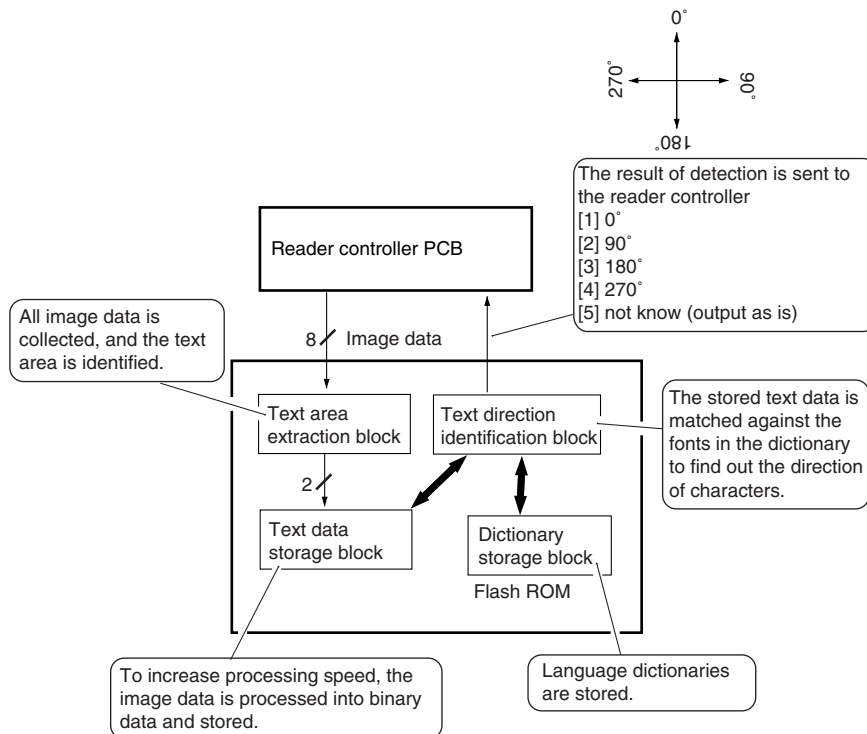 0°
270°
90°
180°
The result of detection is sent to
the reader controller
[1] 0°
[2] 90°
[3] 180°
[4] 270°
[5] not know (output as is)
Reader controller PCB
All image data is
collected, and the text
area is identified.
8
Image data
Text area
extraction block
Text direction
identification block
The stored text data is
matched against the
fonts in the dictionary
to find out the direction
of characters.
2
Text data
storage block
Dictionary
storage block
Flash ROM
To increase processing speed, the
image data is processed into binary
data and stored.
Language dictionaries
are stored.